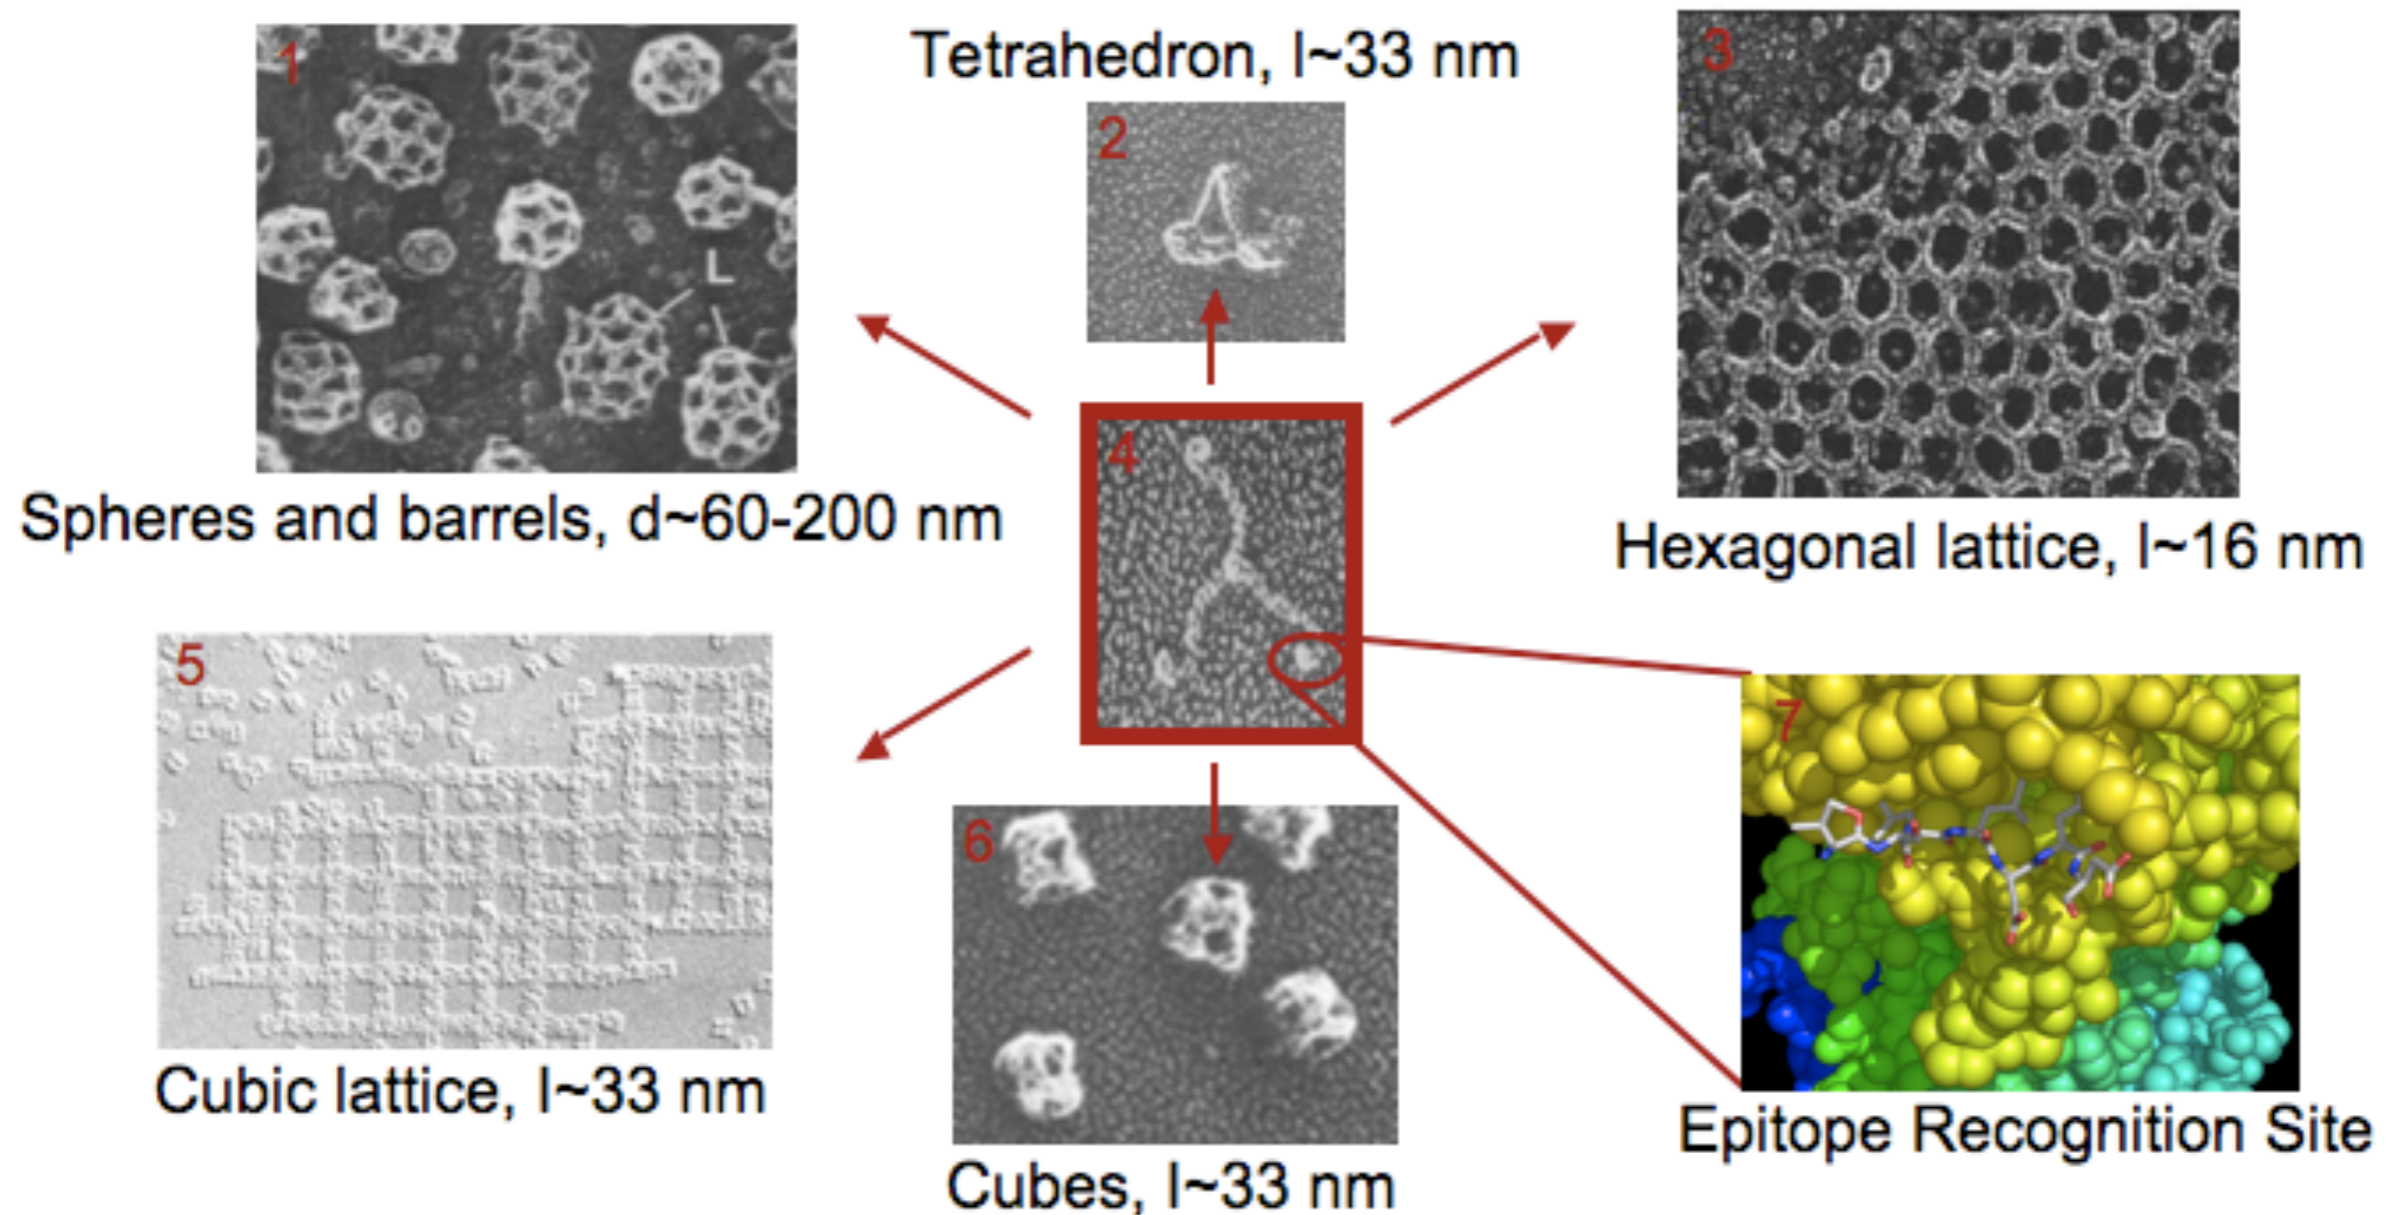 1
Tetrahedron, l~33 nm
2
3
L
Spheres and barrels, d~60-200 nm
4
Hexagonal lattice, l~16 nm
5
Cubic lattice, l~33 nm
6
Cubes, l~33 nm
7
Epitope Recognition Site